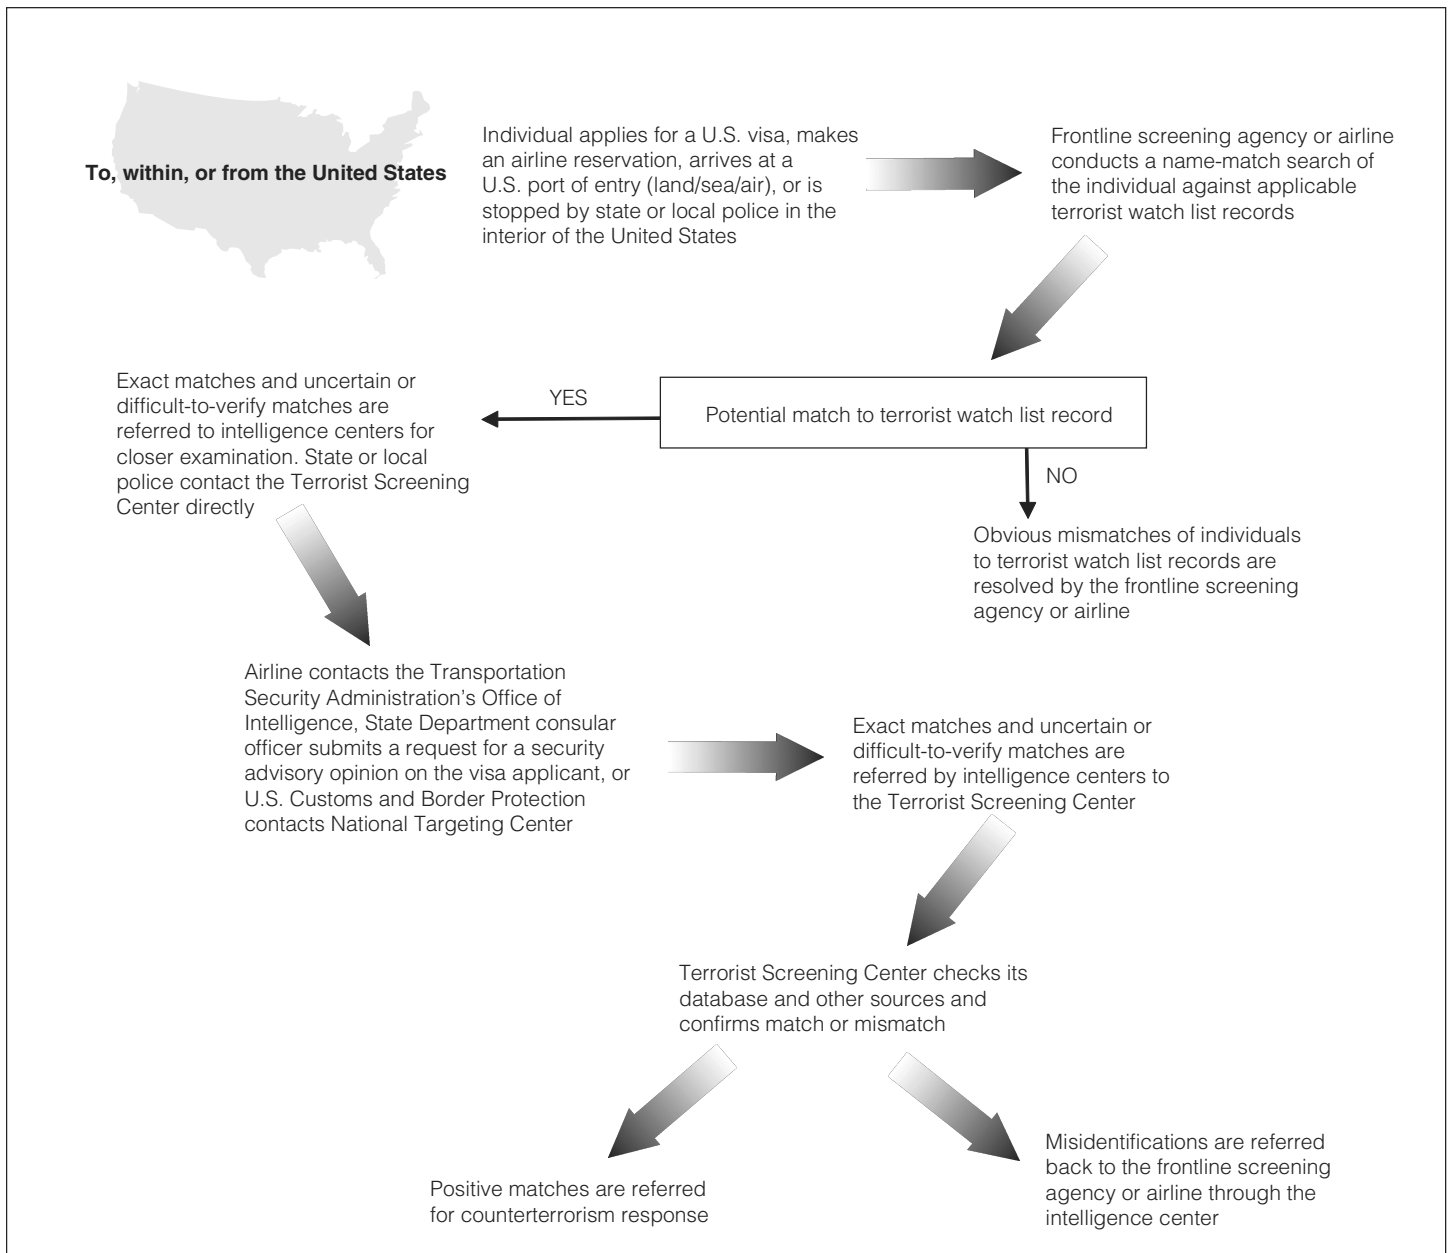 To, within, or from the United States
Individual applies for a U.S. visa, makes
an airline reservation, arrives at a
U.S. port of entry (land/sea/air), or is
stopped by state or local police in the
interior of the United States
Frontline screening agency or airline
conducts a name-match search of
the individual against applicable
terrorist watch list records
Potential match to terrorist watch list record
YES
NO
Exact matches and uncertain or
difficult-to-verify matches are
referred to intelligence centers for
closer examination. State or local
police contact the Terrorist Screening
Center directly
Obvious mismatches of individuals
to terrorist watch list records are
resolved by the frontline screening
agency or airline
Airline contacts the Transportation
Security Administration’s Office of
Intelligence, State Department consular
officer submits a request for a security
advisory opinion on the visa applicant, or
U.S. Customs and Border Protection
contacts National Targeting Center
Exact matches and uncertain or
difficult-to-verify matches are
referred by intelligence centers to
the Terrorist Screening Center
Terrorist Screening Center checks its
database and other sources and
confirms match or mismatch
Positive matches are referred
for counterterrorism response
Misidentifications are referred
back to the frontline screening
agency or airline through the
intelligence center